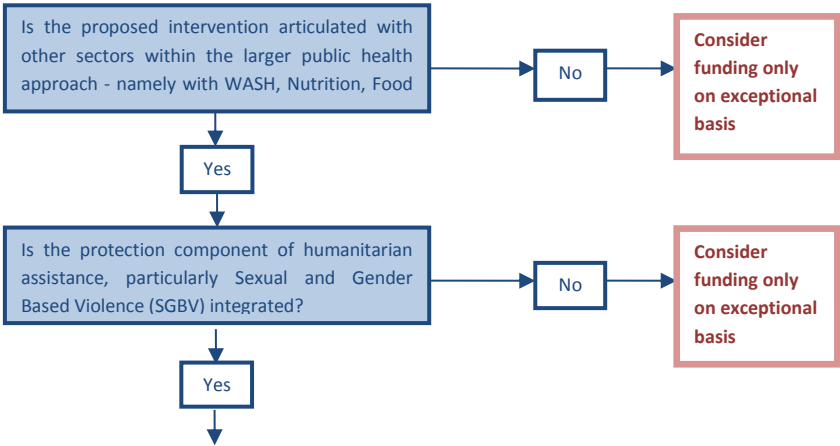 Is the proposed intervention articulated with
other sectors within the larger public health
approach - namely with WASH, Nutrition, Food
No
Consider
funding only
on exceptional
basis
Yes
Is the protection component of humanitarian
assistance, particularly Sexual and Gender
Based Violence (SGBV) integrated?
No
Consider
funding only
on exceptional
basis
Yes